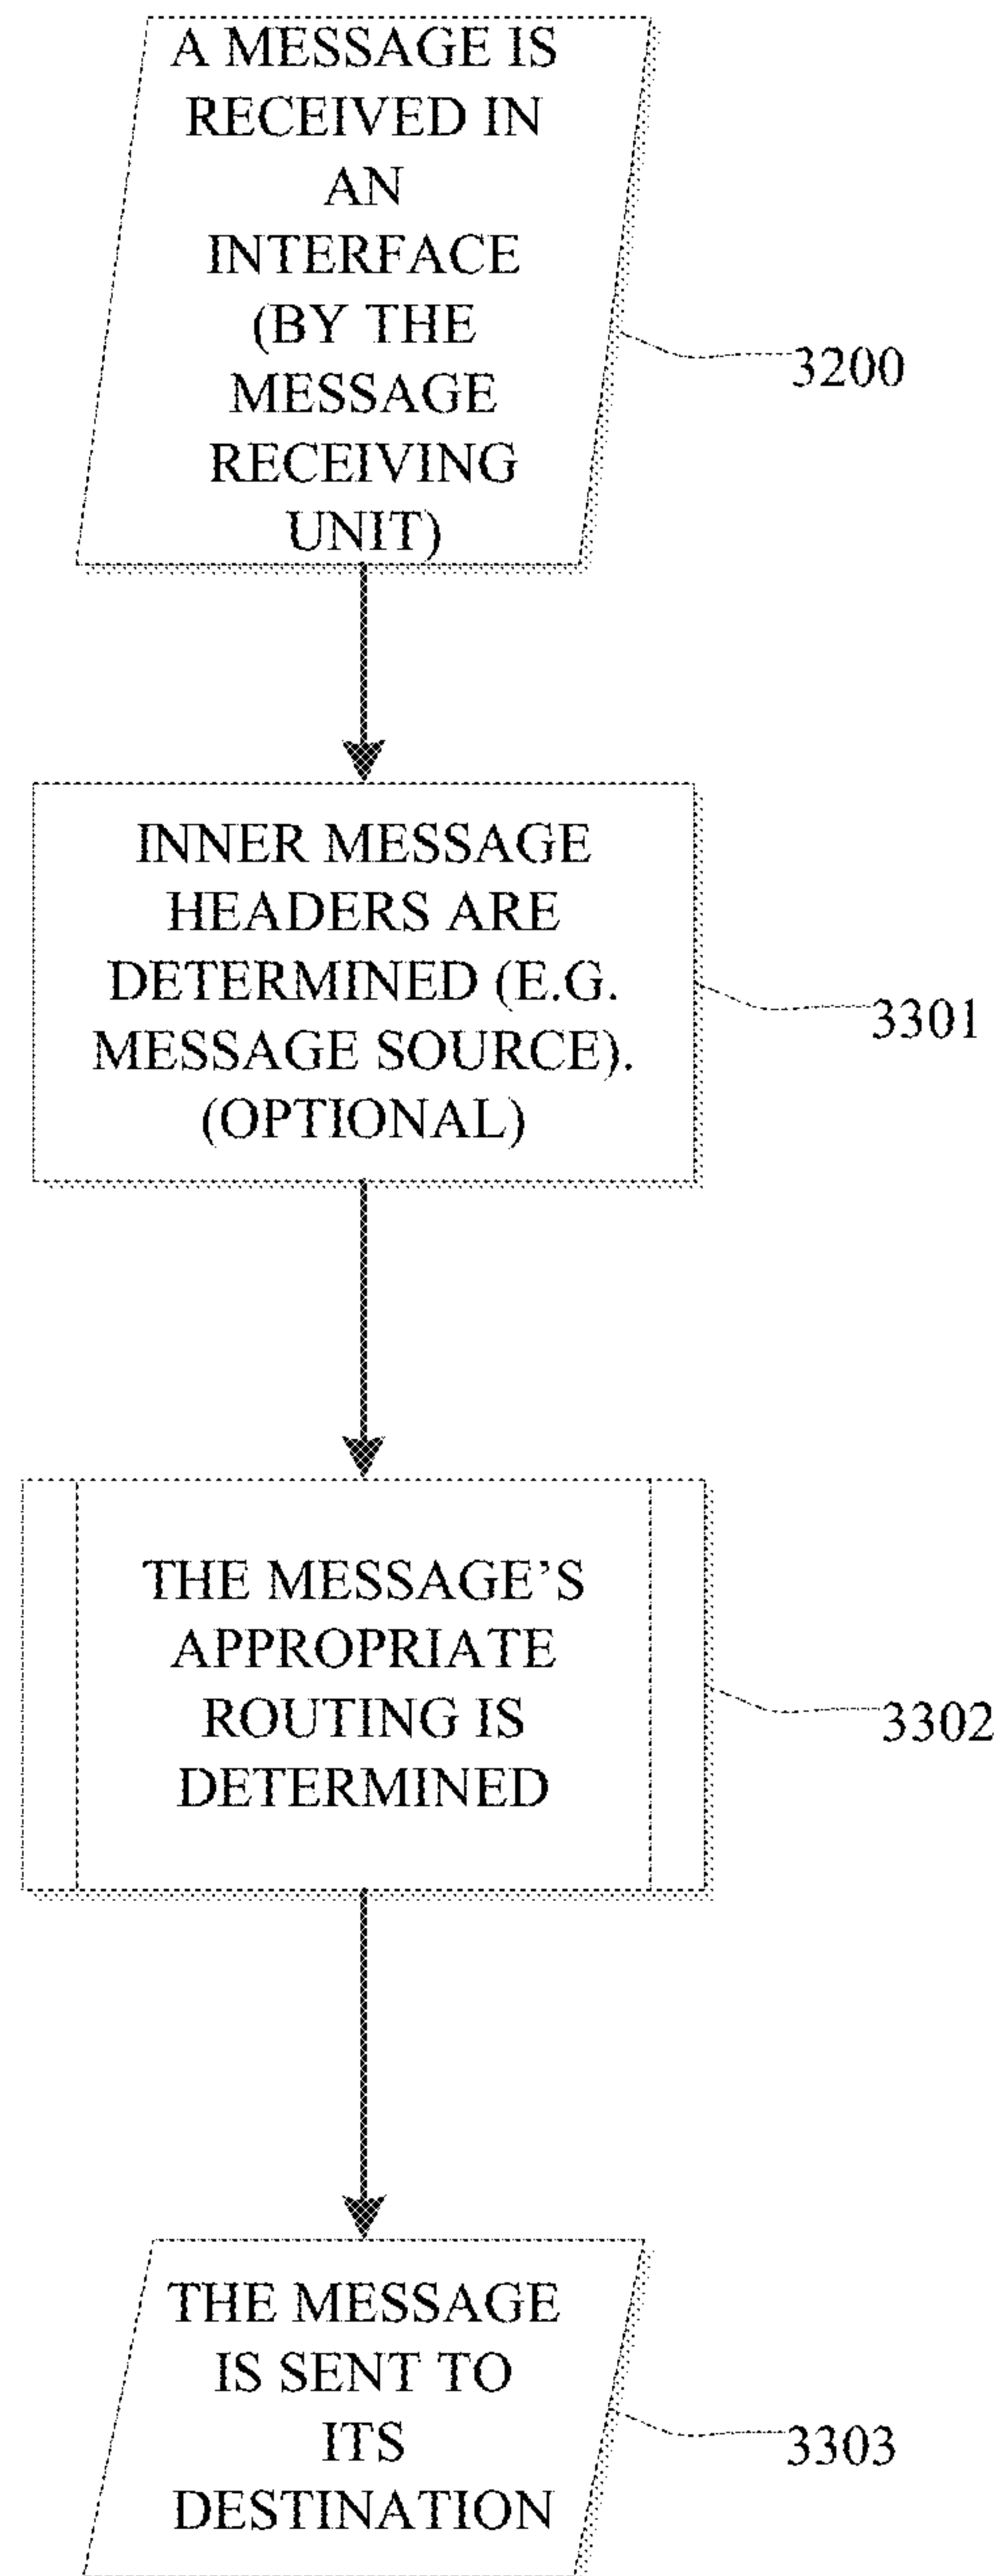 A MESSAGE IS
RECEIVED IN
AN
INTERFACE
(BY THE
MESSAGE
RECEIVING
UNIT)
3200
INNER MESSAGE
HEADERS ARE
DETERMINED (E.G.
MESSAGE SOURCE).
(OPTIONAL)
3301
THE MESSAGE’S
APPROPRIATE
ROUTING IS
DETERMINED
3302
THE MESSAGE
IS SENT TO
ITS
DESTINATION
3303